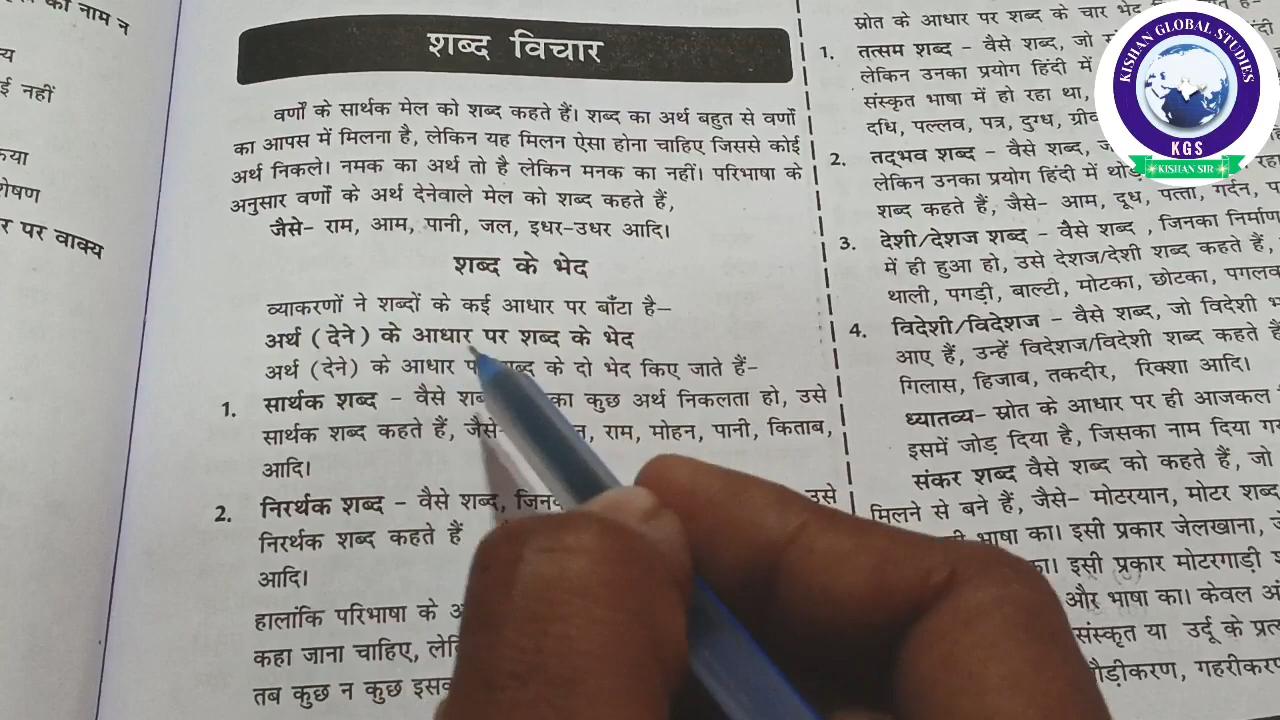 का नाम न
नहीं
पर वाक्य
शब्द विचार
वर्णों के सार्थक मेल को शब्द कहते हैं। शब्द का अर्थ बहुत से वर्णों
का आपस में मिलना है, लेकिन यह मिलन ऐसा होना चाहिए जिससे कोई
अर्थ निकले। नमक का अर्थ तो है लेकिन मनक का नहीं। परिभाषा के
अनुसार वर्णों के अर्थ देनेवाले मेल को शब्द कहते हैं,
जैसे- राम, आम, पानी, जल, इधर-उधर आदि।
शब्द के भेद
व्याकरणों ने शब्दों के कई आधार पर बाँटा है–
अर्थ (देने) के आधार पर शब्द के भेद
अर्थ (देने) के आधार शब्द के दो भेद किए जाते हैं-
1. सार्थक शब्द - वैसे का कुछ अर्थ निकलता हो, उसे
सार्थक शब्द कहते हैं, जैसे- राम, मोहन, पानी, किताब,
आदि।
2. निरर्थक शब्द - वैसे शब्द, उसे
निरर्थक शब्द कहते हैं
आदि।
हालांकि परिभाषा के
कहा जाना चाहिए,
तब कुछ न कुछ
स्रोत के आधार पर शब्द के चार भेद
1. तत्सम शब्द - वैसे शब्द, जो
लेकिन उनका प्रयोग हिंदी में
संस्कृत भाषा में हो रहा था,
दधि, पल्लव, पत्र, दुग्ध,
2. तद्भव शब्द - वैसे शब्द,
लेकिन उनका प्रयोग हिंदी में
शब्द कहते हैं, जैसे- आम, दूध, पत्ता, गर्दन,
3. देशी/देशज शब्द - वैसे शब्द, जिनका निर्माण
में ही हुआ हो, उसे देशज/देशी शब्द कहते हैं,
थाली, पगड़ी, बाल्टी, मोटका, छोटका,
4. विदेशी/विदेशज - वैसे शब्द, जो विदेशी
आए हैं, उन्हें विदेशज/विदेशी शब्द कहते
गिलास, हिजाब, तकदीर, रिक्शा आदि।
ध्यातव्य- स्रोत के आधार पर ही आजकल
इसमें जोड़ दिया है, जिसका नाम दिया
संकर शब्द वैसे शब्द को कहते हैं, जो
मिलने से बने हैं, जैसे- मोटरयान, मोटर शब्द
भाषा का। इसी प्रकार जेलखाना,
इसी प्रकार मोटरगाड़ी
और भाषा का। केवल
संस्कृत या उर्दू के
KISHAN GLOBAL STUDIES
KGS
KISHAN SIR